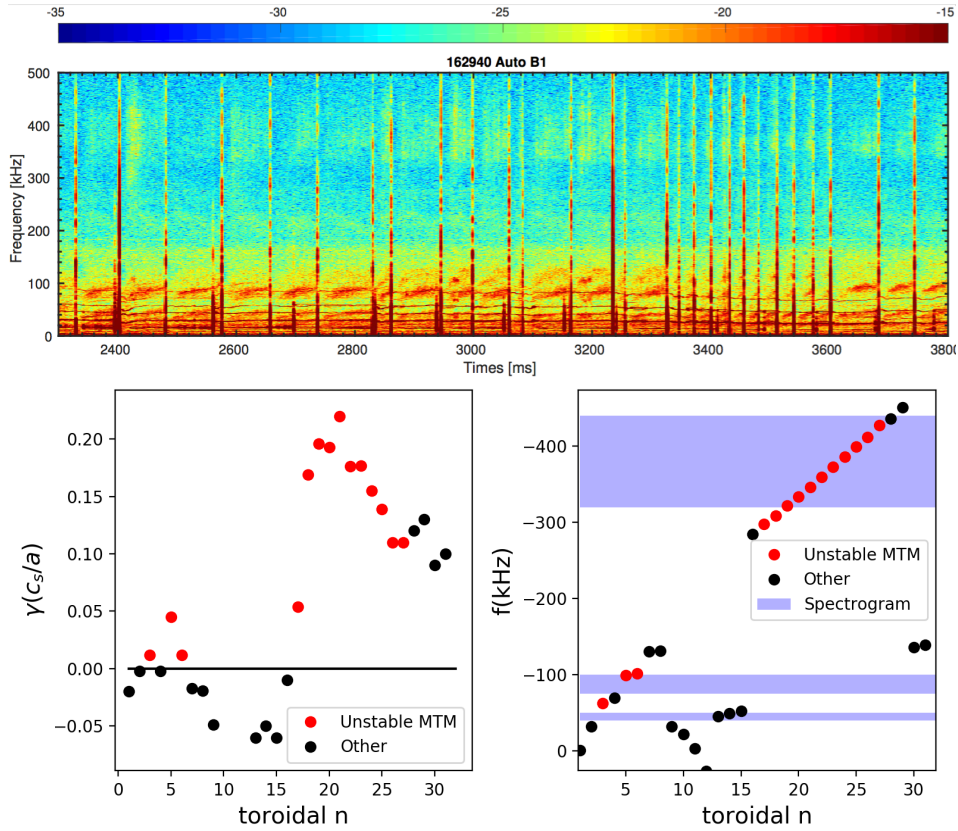 -35 -30 -25 -20 -15
162940 Auto B1
500
400
300
200
100
0
Frequency [kHz]
2400 2600 2800 3000 3200 3400 3600 3800
Times [ms]
0.20
0.15
0.10
0.05
0.00
−0.05
γ(c_s/a)
Unstable MTM
Other
0 5 10 15 20 25 30
toroidal n
−400
−300
−200
−100
0
f(kHz)
Unstable MTM
Other
Spectrogram
5 10 15 20 25 30
toroidal n